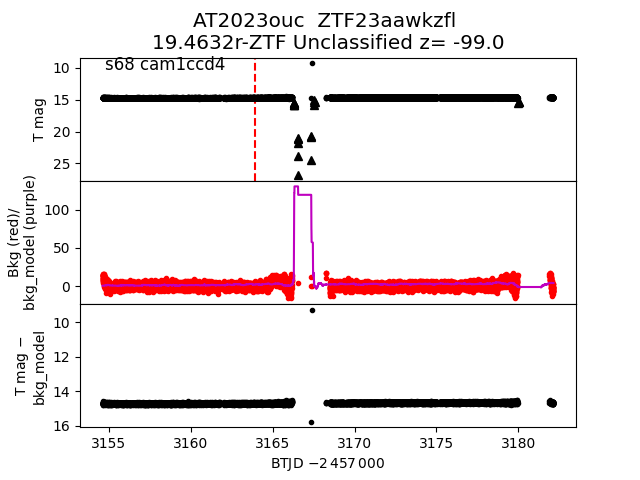 AT2023ouc  ZTF23aawkzfl
19.4632r-ZTF Unclassified z= -99.0
s68 cam1ccd4
T mag
10
15
20
25
Bkg (red)/
bkg_model (purple)
100
50
0
T mag −
bkg_model
10
12
14
16
3155 3160 3165 3170 3175 3180
BTJD −2 457 000